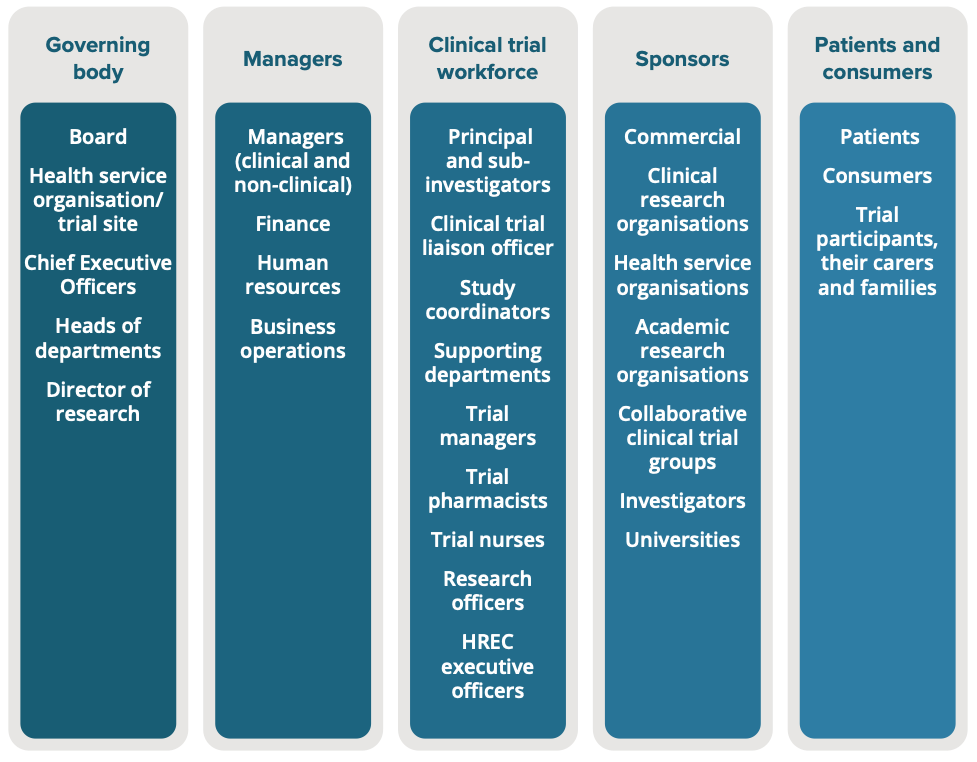 Governing
body
Board
Health service
organisation/
trial site
Chief Executive
Officers
Heads of
departments
Director of
research
Managers
Managers
(clinical and
non-clinical)
Finance
Human
resources
Business
operations
Clinical trial
workforce
Principal
and sub-
investigators
Clinical trial
liaison officer
Study
coordinators
Supporting
departments
Trial
managers
Trial
pharmacists
Trial nurses
Research
officers
HREC
executive
officers
Sponsors
Commercial
Clinical
research
organisations
Health service
organisations
Academic
research
organisations
Collaborative
clinical trial
groups
Investigators
Universities
Patients and
consumers
Patients
Consumers
Trial
participants,
their carers
and families